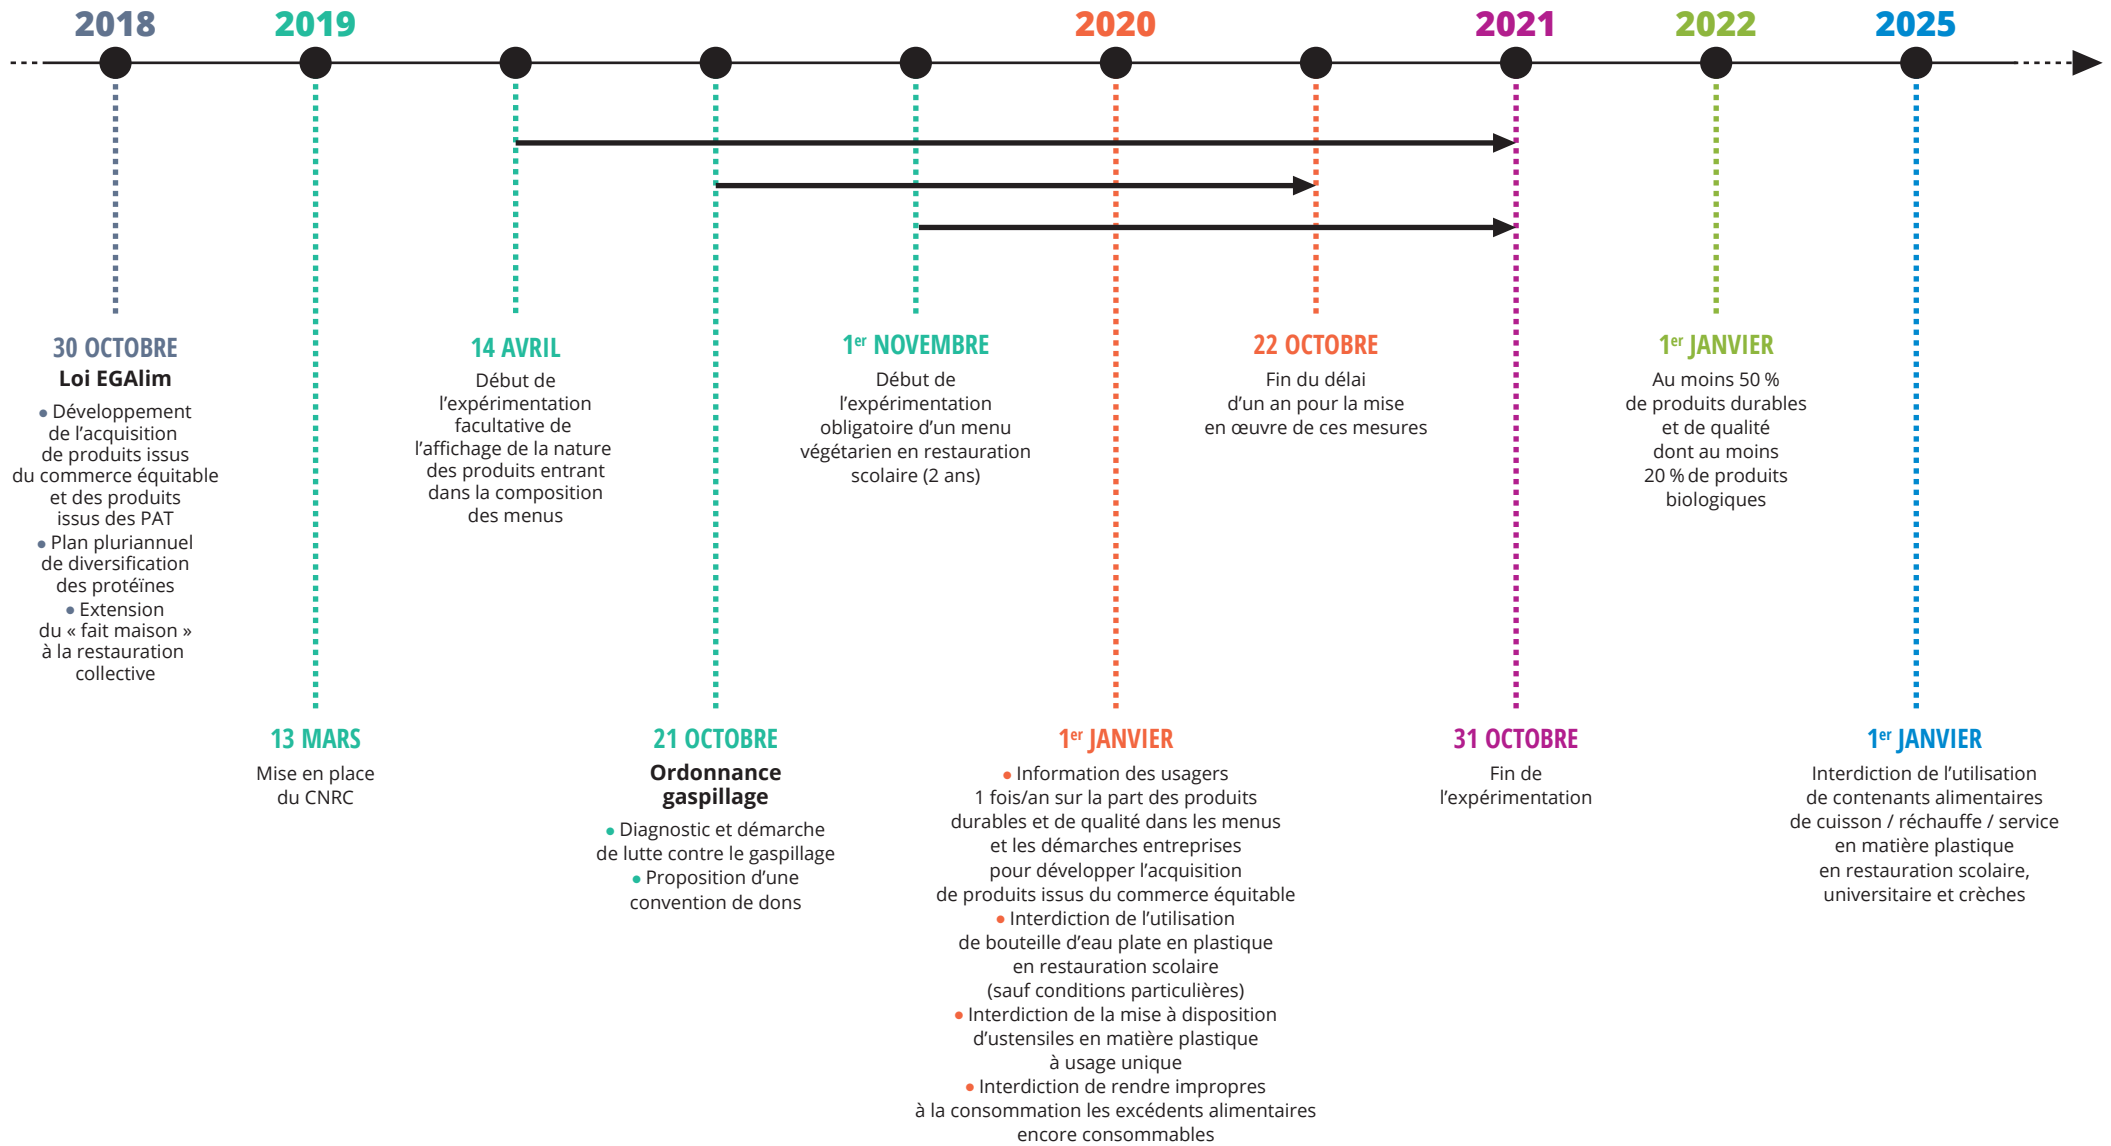 2018
2019
2020
2021
2022
2025
30 OCTOBRE
Loi EGAlim
• Développement
de l’acquisition
de produits issus
du commerce équitable
et des produits
issus des PAT
• Plan pluriannuel
de diversification
des protéïnes
• Extension
du « fait maison »
à la restauration
collective
13 MARS
Mise en place
du CNRC
14 AVRIL
Début de
l’expérimentation
facultative de
l’affichage de la nature
des produits entrant
dans la composition
des menus
21 OCTOBRE
Ordonnance
gaspillage
• Diagnostic et démarche
de lutte contre le gaspillage
• Proposition d’une
convention de dons
1er NOVEMBRE
Début de
l’expérimentation
obligatoire d’un menu
végétarien en restauration
scolaire (2 ans)
1er JANVIER
• Information des usagers
1 fois/an sur la part des produits
durables et de qualité dans les menus
et les démarches entreprises
pour développer l’acquisition
de produits issus du commerce équitable
• Interdiction de l’utilisation
de bouteille d’eau plate en plastique
en restauration scolaire
(sauf conditions particulières)
• Interdiction de la mise à disposition
d’ustensiles en matière plastique
à usage unique
• Interdiction de rendre impropres
à la consommation les excédents alimentaires
encore consommables
22 OCTOBRE
Fin du délai
d’un an pour la mise
en œuvre de ces mesures
31 OCTOBRE
Fin de
l’expérimentation
1er JANVIER
Au moins 50 %
de produits durables
et de qualité
dont au moins
20 % de produits
biologiques
1er JANVIER
Interdiction de l’utilisation
de contenants alimentaires
de cuisson / réchauffe / service
en matière plastique
en restauration scolaire,
universitaire et crèches